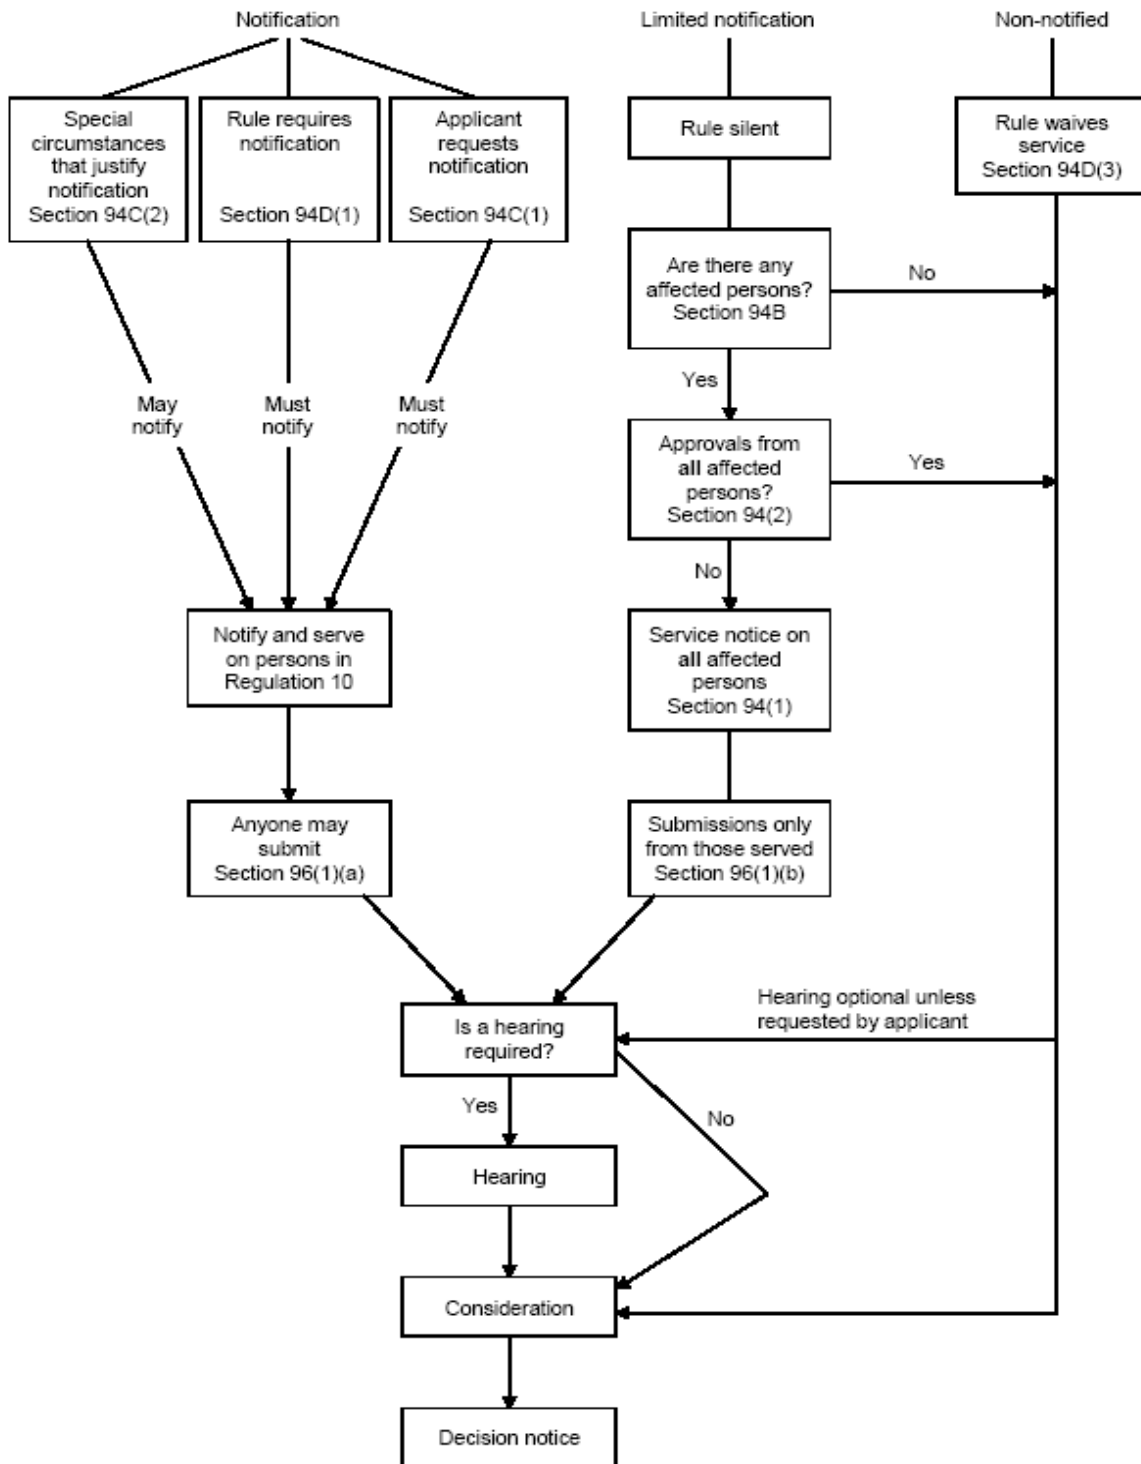 Notification
Limited notification
Non-notified
Special
circumstances
that justify
notification
Section 94C(2)
Rule requires
notification
Section 94D(1)
Applicant
requests
notification
Section 94C(1)
Rule silent
Rule waives
service
Section 94D(3)
Are there any
affected persons?
Section 94B
No
Yes
May
notify
Must
notify
Must
notify
Approvals from
all affected
persons?
Section 94(2)
Yes
No
Notify and serve
on persons in
Regulation 10
Service notice on
all affected
persons
Section 94(1)
Anyone may
submit
Section 96(1)(a)
Submissions only
from those served
Section 96(1)(b)
Hearing optional unless
requested by applicant
Is a hearing
required?
Yes
No
Hearing
Consideration
Decision notice